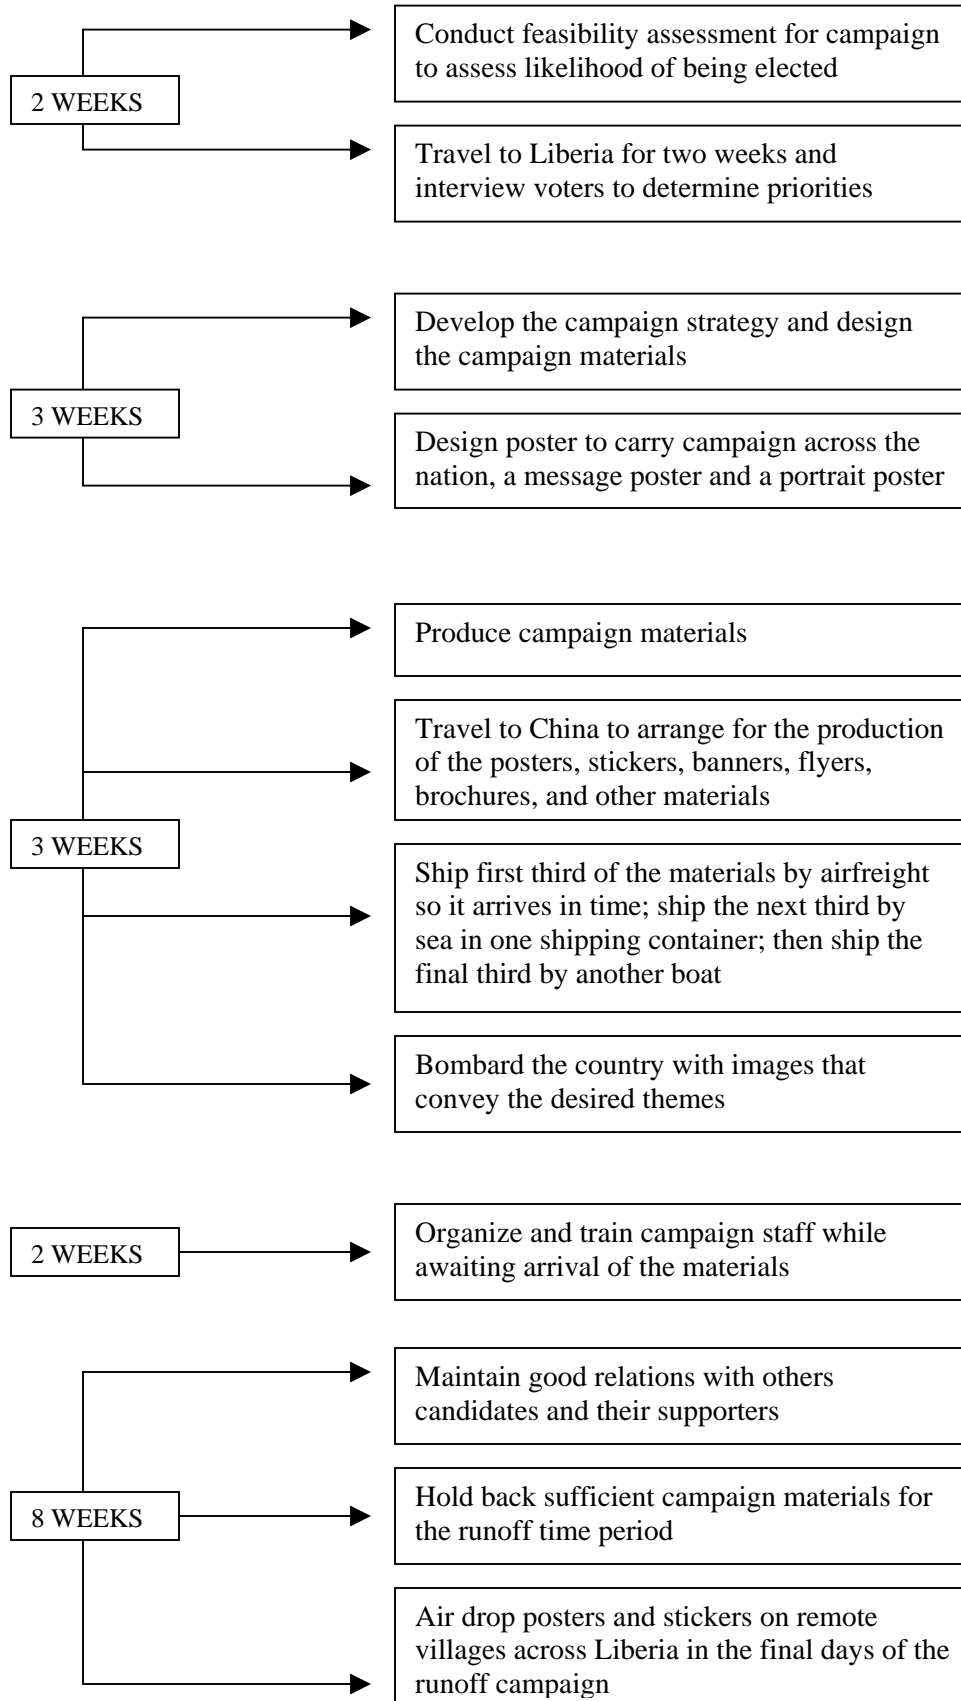 Conduct feasibility assessment for campaign
to assess likelihood of being elected
2 WEEKS
Travel to Liberia for two weeks and
interview voters to determine priorities
Develop the campaign strategy and design
the campaign materials
3 WEEKS
Design poster to carry campaign across the
nation, a message poster and a portrait poster
Produce campaign materials
Travel to China to arrange for the production
of the posters, stickers, banners, flyers,
brochures, and other materials
3 WEEKS
Ship first third of the materials by airfreight
so it arrives in time; ship the next third by
sea in one shipping container; then ship the
final third by another boat
Bombard the country with images that
convey the desired themes
2 WEEKS
Organize and train campaign staff while
awaiting arrival of the materials
Maintain good relations with others
candidates and their supporters
8 WEEKS
Hold back sufficient campaign materials for
the runoff time period
Air drop posters and stickers on remote
villages across Liberia in the final days of the
runoff campaign